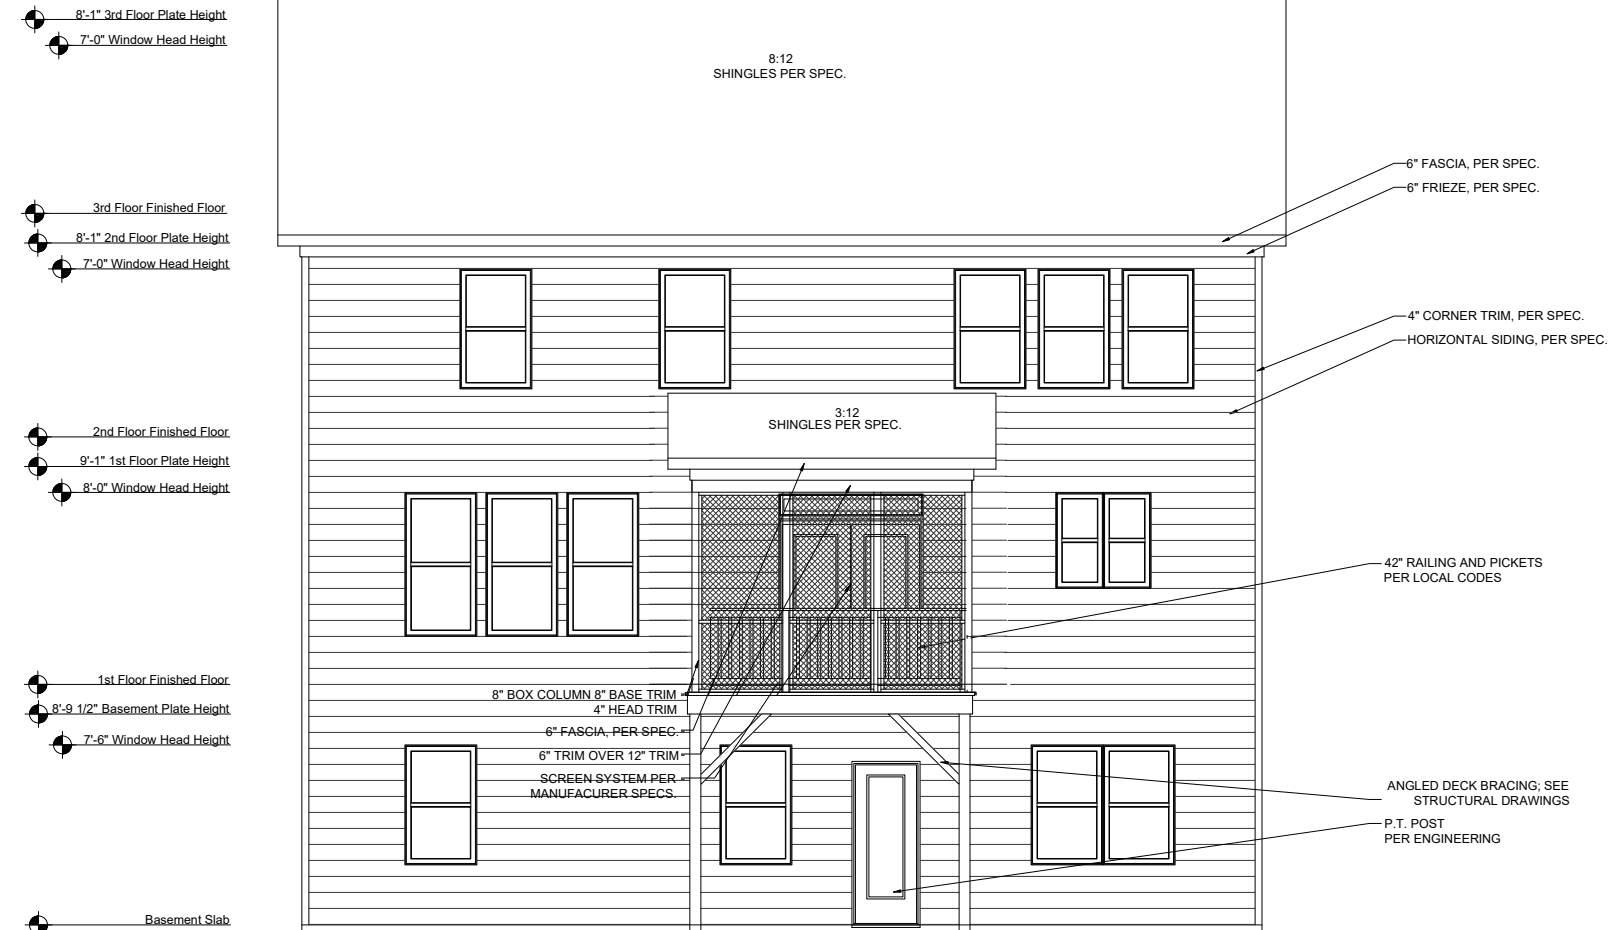 8'-1" 3rd Floor Plate Height
7'-0" Window Head Height
8:12
SHINGLES PER SPEC.
6" FASCIA, PER SPEC.
6" FRIEZE, PER SPEC.
3rd Floor Finished Floor
8'-1" 2nd Floor Plate Height
7'-0" Window Head Height
4" CORNER TRIM, PER SPEC.
HORIZONTAL SIDING, PER SPEC.
3:12
SHINGLES PER SPEC.
2nd Floor Finished Floor
9'-1" 1st Floor Plate Height
8'-0" Window Head Height
42" RAILING AND PICKETS
PER LOCAL CODES
1st Floor Finished Floor
8'-9 1/2" Basement Plate Height
7'-6" Window Head Height
8" BOX COLUMN 8" BASE TRIM
4" HEAD TRIM
6" FASCIA, PER SPEC.
6" TRIM OVER 12" TRIM
SCREEN SYSTEM PER
MANUFACURER SPECS.
ANGLED DECK BRACING; SEE
STRUCTURAL DRAWINGS
P.T. POST
PER ENGINEERING
Basement Slab